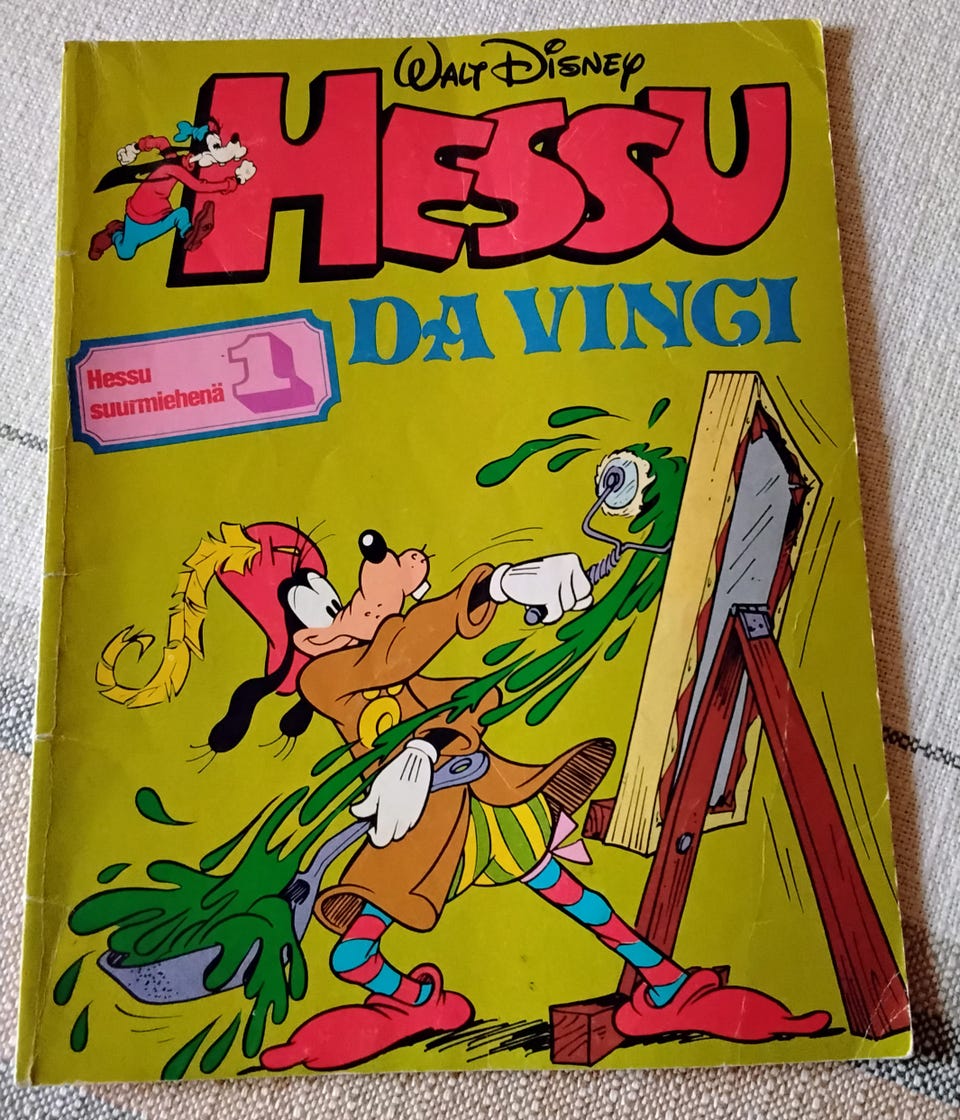 WALT DISNEY
HESSU
DA VINCI
Hessu
suurmiehenä
1